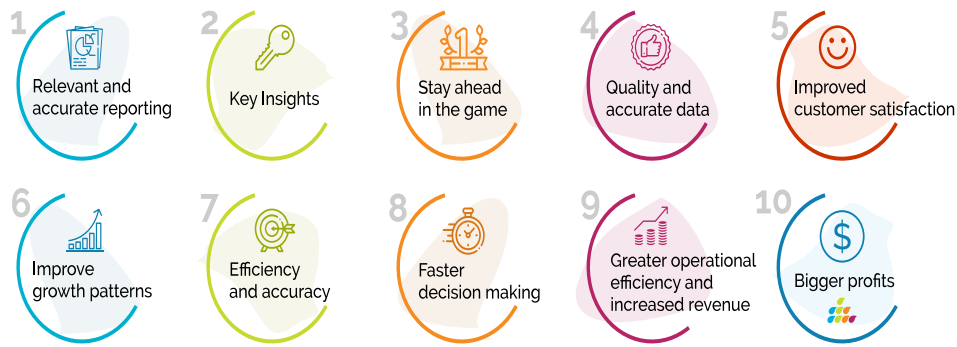 1
Relevant and
accurate reporting
2
Key Insights
3
1
Stay ahead
in the game
4
Quality and
accurate data
5
Improved
customer satisfaction
6
Improve
growth patterns
7
Efficiency
and accuracy
8
Faster
decision making
9
Greater operational
efficiency and
increased revenue
10
$
Bigger profits